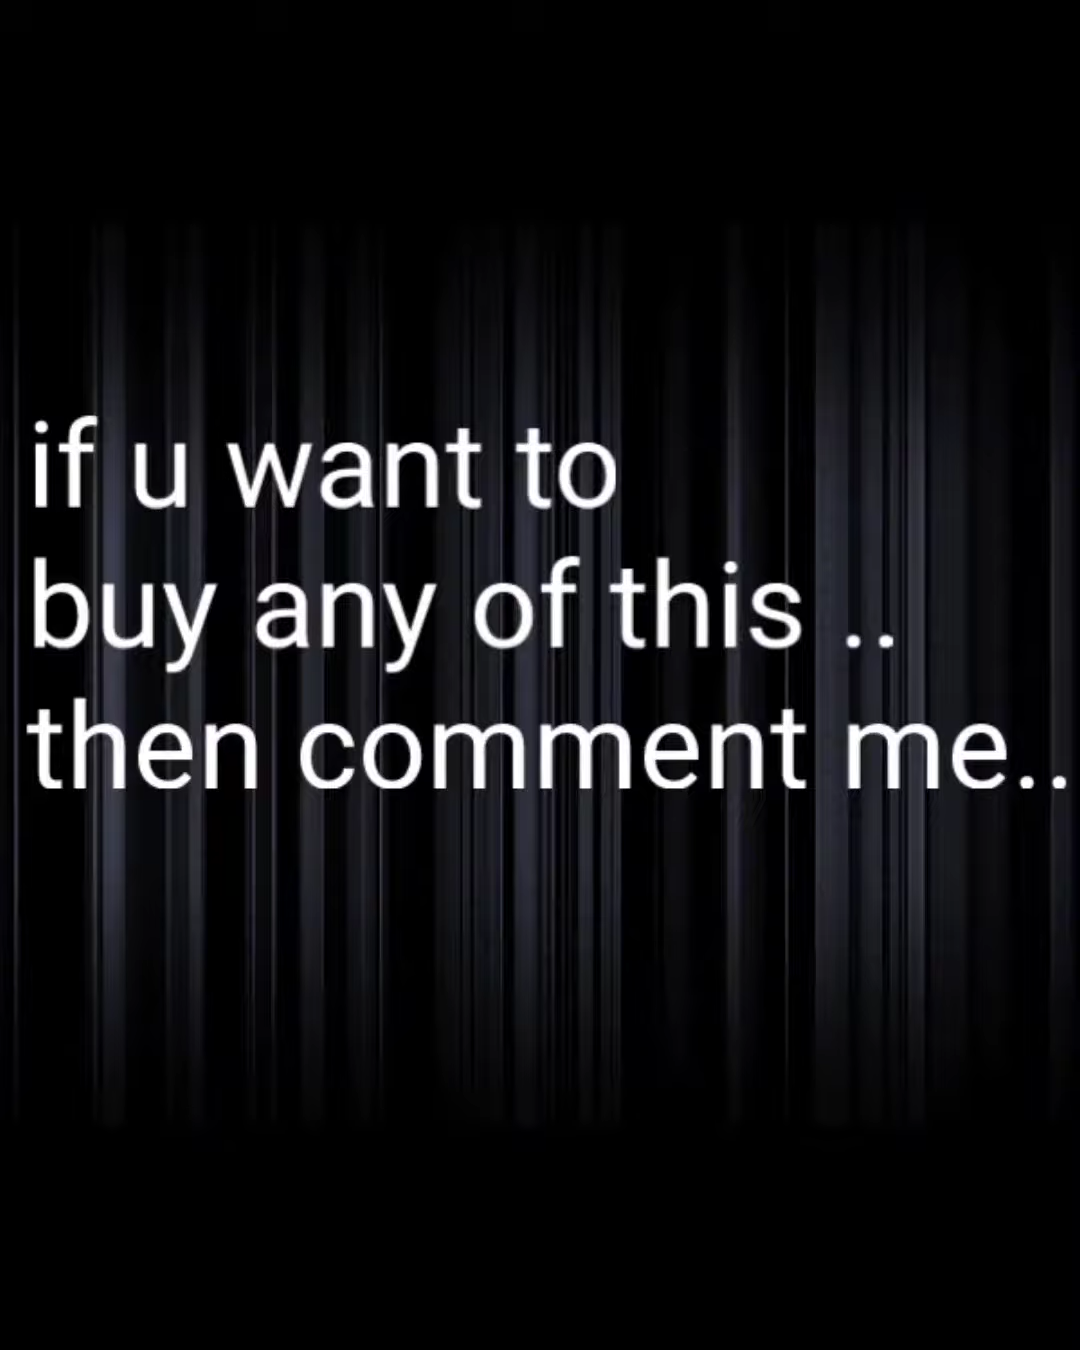 if u want to
buy any of this ..
then comment me..